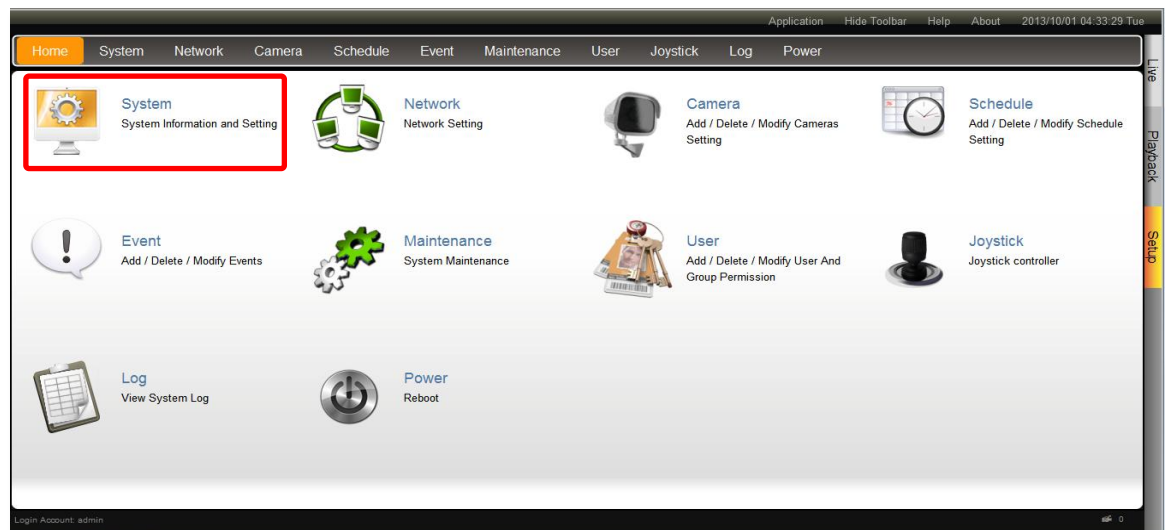 Application Hide Toolbar Help About 2013/10/01 04:33:29 Tue
Home System Network Camera Schedule Event Maintenance User Joystick Log Power
Live
Playback
Setup
System
System Information and Setting
Network
Network Setting
Camera
Add / Delete / Modify Cameras
Setting
Schedule
Add / Delete / Modify Schedule
Setting
Event
Add / Delete / Modify Events
Maintenance
System Maintenance
User
Add / Delete / Modify User And
Group Permission
Joystick
Joystick controller
Log
View System Log
Power
Reboot
Login Account: admin
0